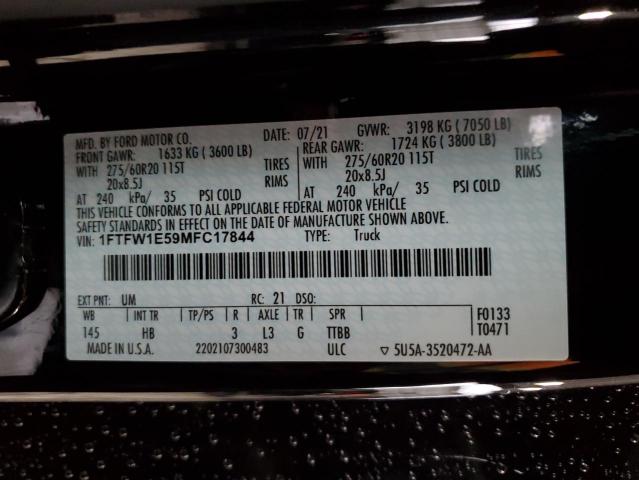 MFD. BY FORD MOTOR CO. DATE: 07/21 GVWR: 3198 KG ( 7050 LB)
FRONT GAWR: 1633 KG ( 3600 LB) REAR GAWR: 1724 KG ( 3800 LB)
WITH 275/60R20 115T TIRES WITH 275/60R20 115T TIRES
20x8.5J RIMS 20x8.5J RIMS
AT 240 kPa/ 35 PSI COLD AT 240 kPa/ 35 PSI COLD
THIS VEHICLE CONFORMS TO ALL APPLICABLE FEDERAL MOTOR VEHICLE
SAFETY STANDARDS IN EFFECT ON THE DATE OF MANUFACTURE SHOWN ABOVE.
VIN: 1FTFW1E59MFC17844 TYPE: Truck
EXT PNT: UM RC: 21 DSO:
WB INT TR TP/PS R AXLE TR SPR F0133
145 HB 3 L3 G TTBB T0471
MADE IN U.S.A. 2202107300483 ULC ▽ 5U5A-3520472-AA